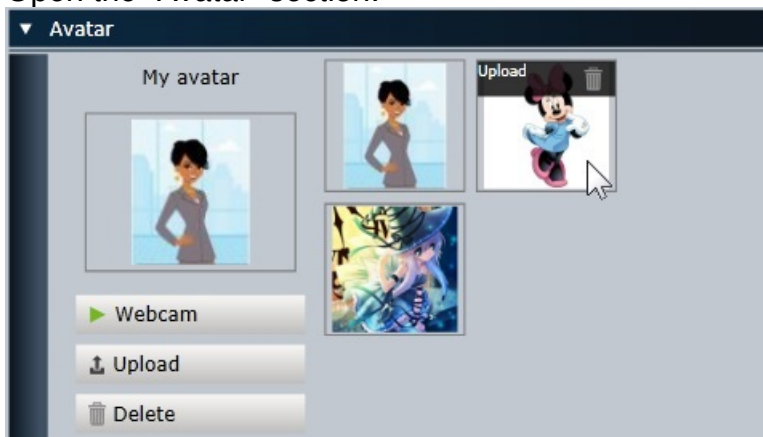 Open the "Avatar" section.
Avatar
My avatar
Upload
Webcam
Upload
Delete